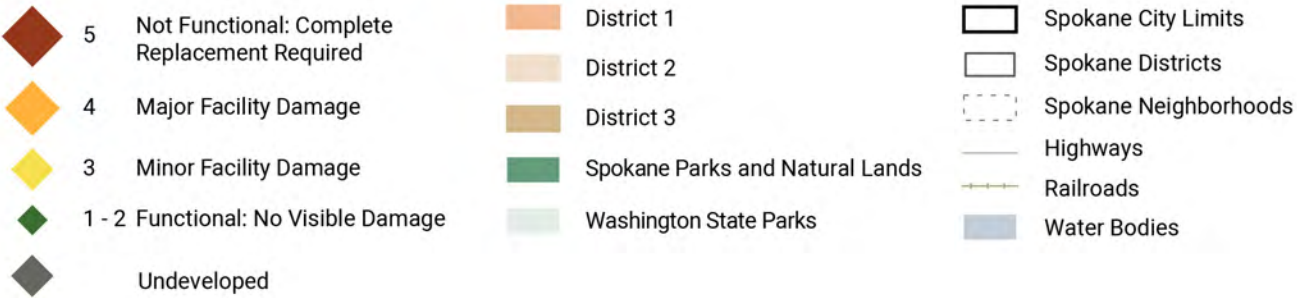 5 Not Functional: Complete
Replacement Required
4 Major Facility Damage
3 Minor Facility Damage
1 - 2 Functional: No Visible Damage
Undeveloped
District 1
District 2
District 3
Spokane Parks and Natural Lands
Washington State Parks
Spokane City Limits
Spokane Districts
Spokane Neighborhoods
Highways
Railroads
Water Bodies